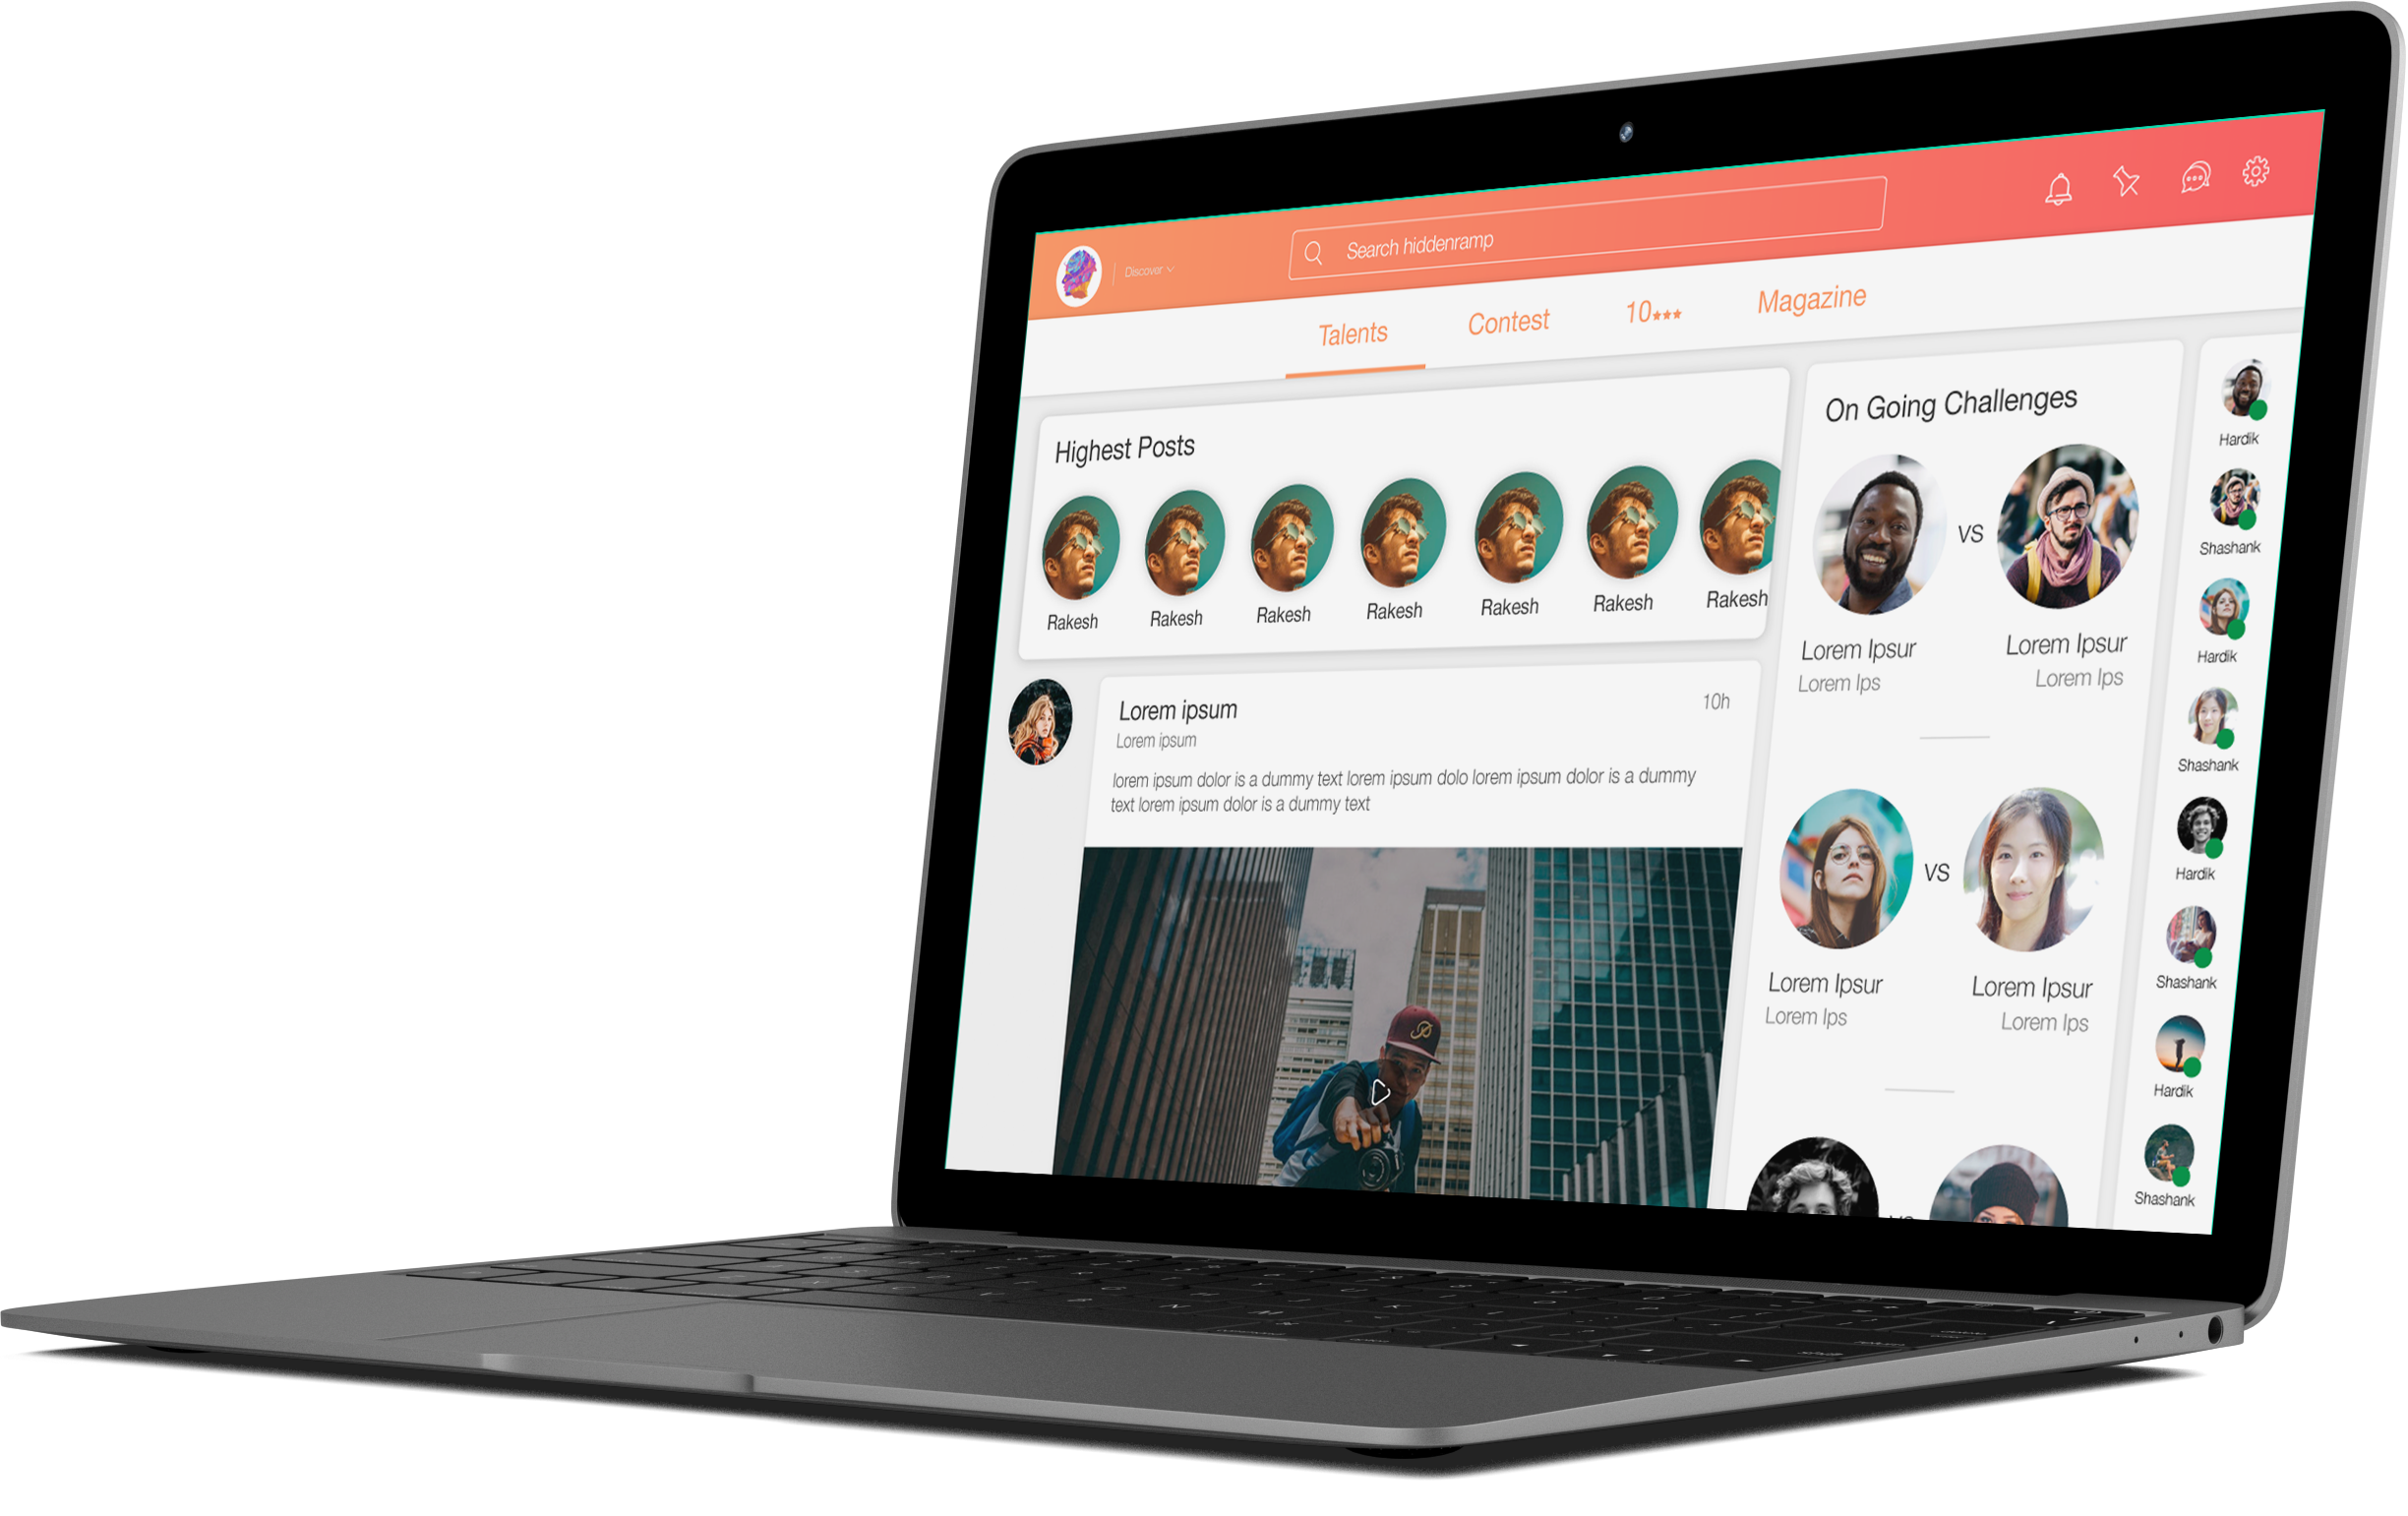 Discover
Search hiddenramp
Talents
Contest
10***
Magazine
Highest Posts
Rakesh
Rakesh
Rakesh
Rakesh
Rakesh
Rakesh
Rakesh
Lorem ipsum
10h
Lorem ipsum
lorem ipsum dolor is a dummy text lorem ipsum dolo lorem ipsum dolor is a dummy
text lorem ipsum dolor is a dummy text
On Going Challenges
VS
Lorem Ipsur
Lorem Ips
Lorem Ipsur
Lorem Ips
VS
Lorem Ipsur
Lorem Ips
Lorem Ipsur
Lorem Ips
Hardik
Shashank
Hardik
Shashank
Hardik
Shashank
Hardik
Shashank